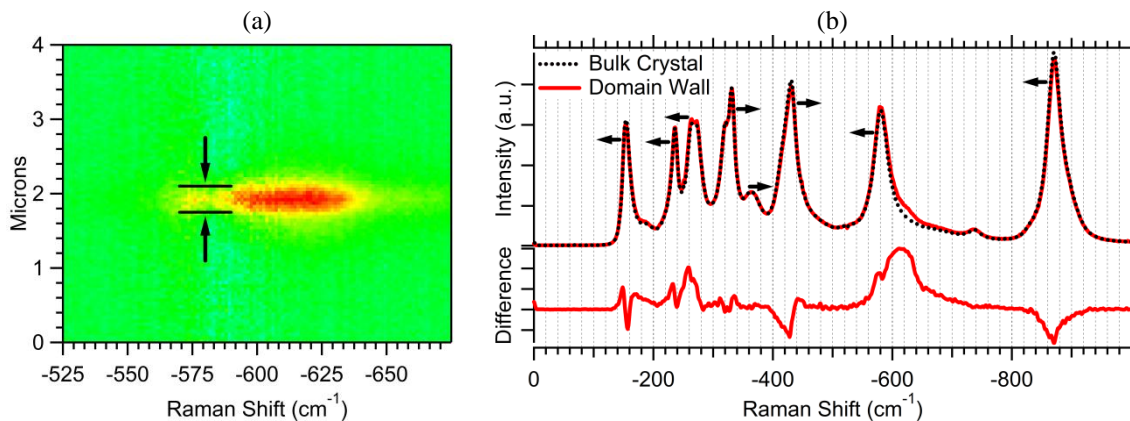 (a)
4
3
2
1
0
Microns
-525 -550 -575 -600 -625 -650
Raman Shift (cm-1)
(b)
Bulk Crystal
Domain Wall
Intensity (a.u.)
Difference
0 -200 -400 -600 -800
Raman Shift (cm-1)